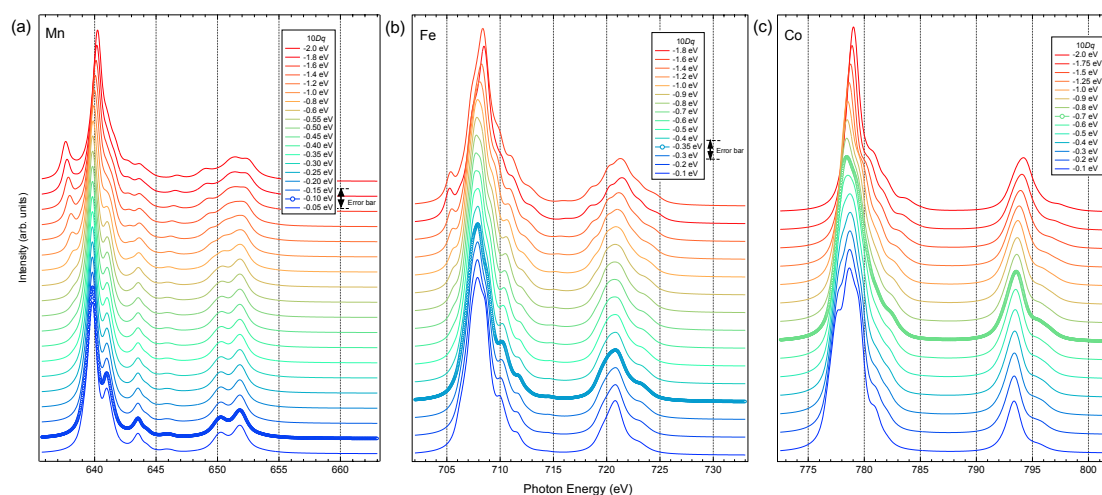 (a)
Mn
10Dq
-2.0 eV
-1.8 eV
-1.6 eV
-1.4 eV
-1.2 eV
-1.0 eV
-0.8 eV
-0.6 eV
-0.55 eV
-0.50 eV
-0.45 eV
-0.40 eV
-0.35 eV
-0.30 eV
-0.25 eV
-0.20 eV
-0.15 eV
-0.10 eV
-0.05 eV
Error bar
640
645
650
655
660
(b)
Fe
10Dq
-1.8 eV
-1.6 eV
-1.4 eV
-1.2 eV
-1.0 eV
-0.9 eV
-0.8 eV
-0.7 eV
-0.6 eV
-0.5 eV
-0.4 eV
-0.35 eV
-0.3 eV
-0.2 eV
-0.1 eV
Error bar
705
710
715
720
725
730
(c)
Co
10Dq
-2.0 eV
-1.75 eV
-1.5 eV
-1.25 eV
-1.0 eV
-0.9 eV
-0.8 eV
-0.7 eV
-0.6 eV
-0.5 eV
-0.4 eV
-0.3 eV
-0.2 eV
-0.1 eV
Error bar
775
780
785
790
795
800
Intensity (arb. units)
Photon Energy (eV)